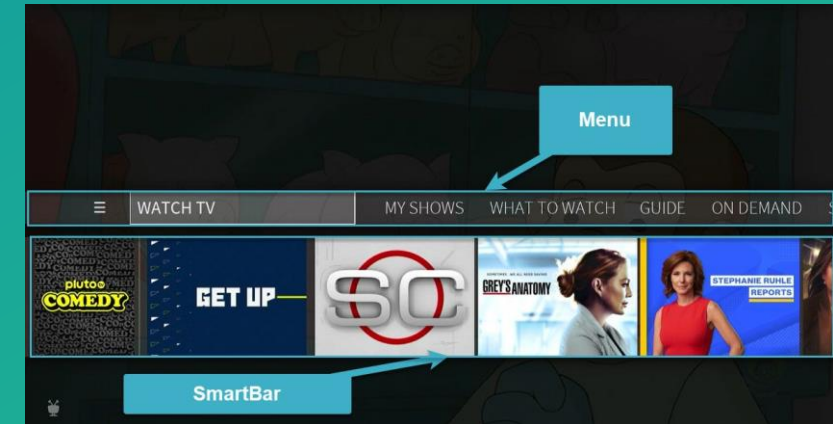 Menu
☰ WATCH TV MY SHOWS WHAT TO WATCH GUIDE ON DEMAND S
pluto tv
COMEDY
GET UP
SC
GREY'S ANATOMY
STEPHANIE RUHLE
REPORTS
SmartBar